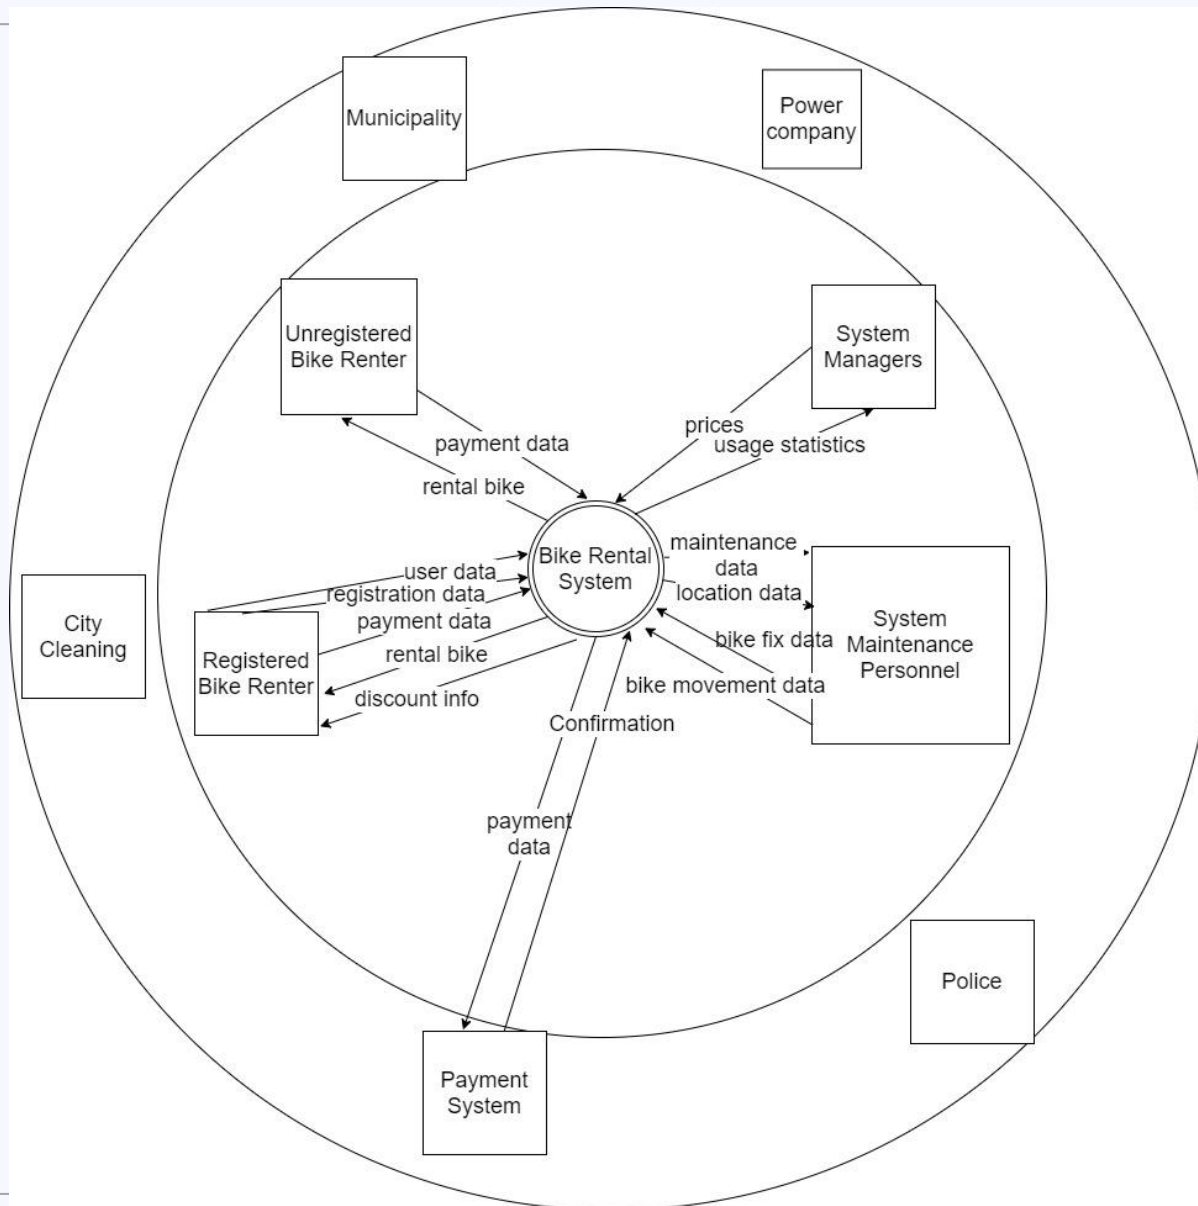 Municipality
Power
company
Unregistered
Bike Renter
System
Managers
payment data
prices
usage statistics
rental bike
Bike Rental
System
maintenance
data
location data
user data
registration data
payment data
rental bike
discount info
City
Cleaning
Registered
Bike Renter
System
Maintenance
Personnel
bike fix data
bike movement data
Confirmation
payment
data
Police
Payment
System